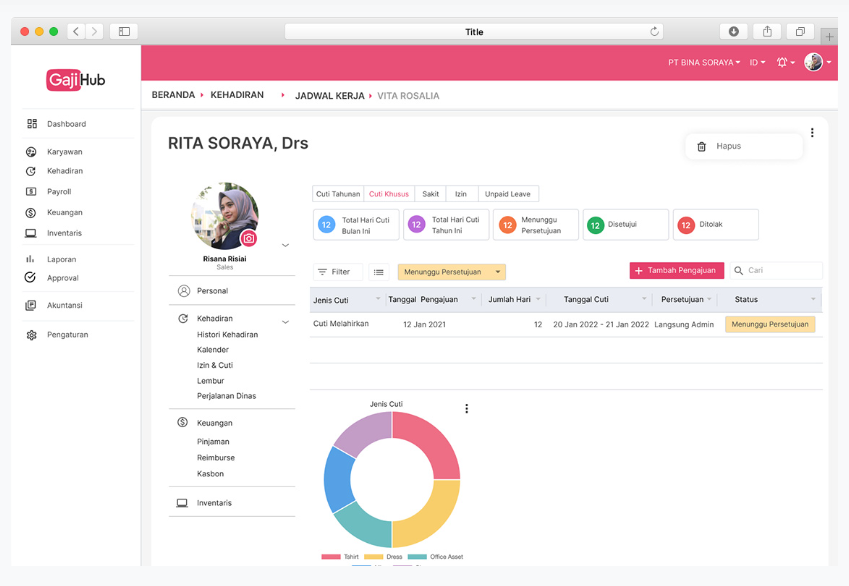 Title
GajiHub
PT BINA SORAYA ID
BERANDA KEHADIRAN JADWAL KERJA VITA ROSALIA
Dashboard
Karyawan
Kehadiran
Payroll
Keuangan
Inventaris
Laporan
Approval
Akuntansi
Pengaturan
RITA SORAYA, Drs
Hapus
Risana Risiai
Sales
Personal
Kehadiran
Histori Kehadiran
Kalender
Izin & Cuti
Lembur
Perjalanan Dinas
Keuangan
Pinjaman
Reimburse
Kasbon
Inventaris
Cuti Tahunan Cuti Khusus Sakit Izin Unpaid Leave
12 Total Hari Cuti Bulan Ini
12 Total Hari Cuti Tahun Ini
12 Menunggu Persetujuan
12 Disetujui
12 Ditolak
Filter Menunggu Persetujuan + Tambah Pengajuan Cari
Jenis Cuti Tanggal Pengajuan Jumlah Hari Tanggal Cuti Persetujuan Status
Cuti Melahirkan 12 Jan 2021 12 20 Jan 2022 - 21 Jan 2022 Langsung Admin Menunggu Persetujuan
Jenis Cuti
Tshirt Dress Office Asset